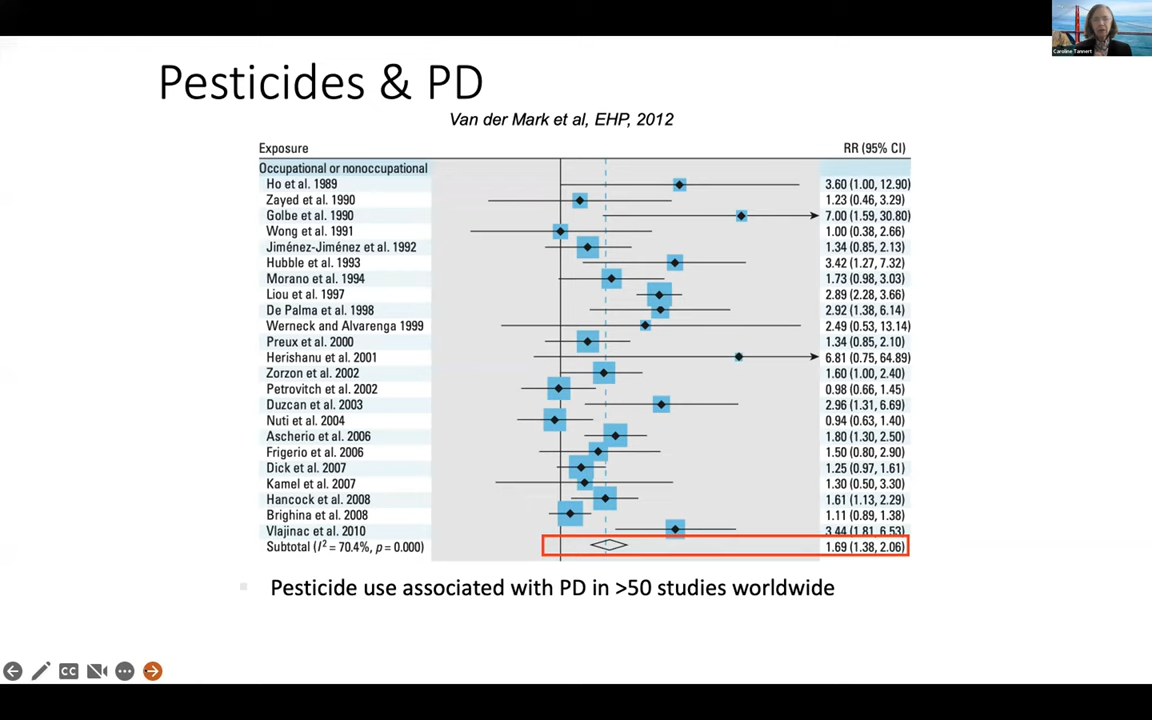 Caroline Tanner
Pesticides & PD
Van der Mark et al, EHP, 2012
Exposure RR (95% CI)
Occupational or nonoccupational
Ho et al. 1989 3.60 (1.00, 12.90)
Zayed et al. 1990 1.23 (0.46, 3.29)
Golbe et al. 1990 7.00 (1.59, 30.80)
Wong et al. 1991 1.00 (0.38, 2.66)
Jiménez-Jiménez et al. 1992 1.34 (0.85, 2.13)
Hubble et al. 1993 3.42 (1.27, 7.32)
Morano et al. 1994 1.73 (0.98, 3.03)
Liou et al. 1997 2.89 (2.28, 3.66)
De Palma et al. 1998 2.92 (1.38, 6.14)
Werneck and Alvarenga 1999 2.49 (0.53, 13.14)
Preux et al. 2000 1.34 (0.85, 2.10)
Herishanu et al. 2001 6.81 (0.75, 64.89)
Zorzon et al. 2002 1.60 (1.00, 2.40)
Petrovitch et al. 2002 0.98 (0.66, 1.45)
Duzcan et al. 2003 2.96 (1.31, 6.69)
Nuti et al. 2004 0.94 (0.63, 1.40)
Ascherio et al. 2006 1.80 (1.30, 2.50)
Frigerio et al. 2006 1.50 (0.80, 2.90)
Dick et al. 2007 1.25 (0.97, 1.61)
Kamel et al. 2007 1.30 (0.50, 3.30)
Hancock et al. 2008 1.61 (1.13, 2.29)
Brighina et al. 2008 1.11 (0.89, 1.38)
Vlajinac et al. 2010 3.44 (1.81, 6.53)
Subtotal (I² = 70.4%, p = 0.000) 1.69 (1.38, 2.06)
Pesticide use associated with PD in >50 studies worldwide
CC